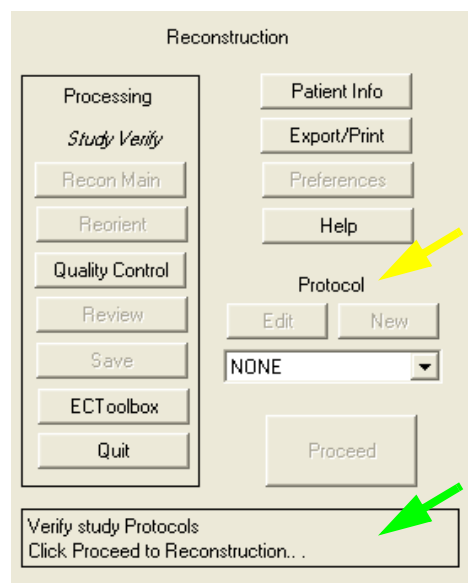 Reconstruction
Processing
Study Verify
Recon Main
Reorient
Quality Control
Review
Save
ECToolbox
Quit
Patient Info
Export/Print
Preferences
Help
Protocol
Edit New
NONE
Proceed
Verify study Protocols
Click Proceed to Reconstruction.. .